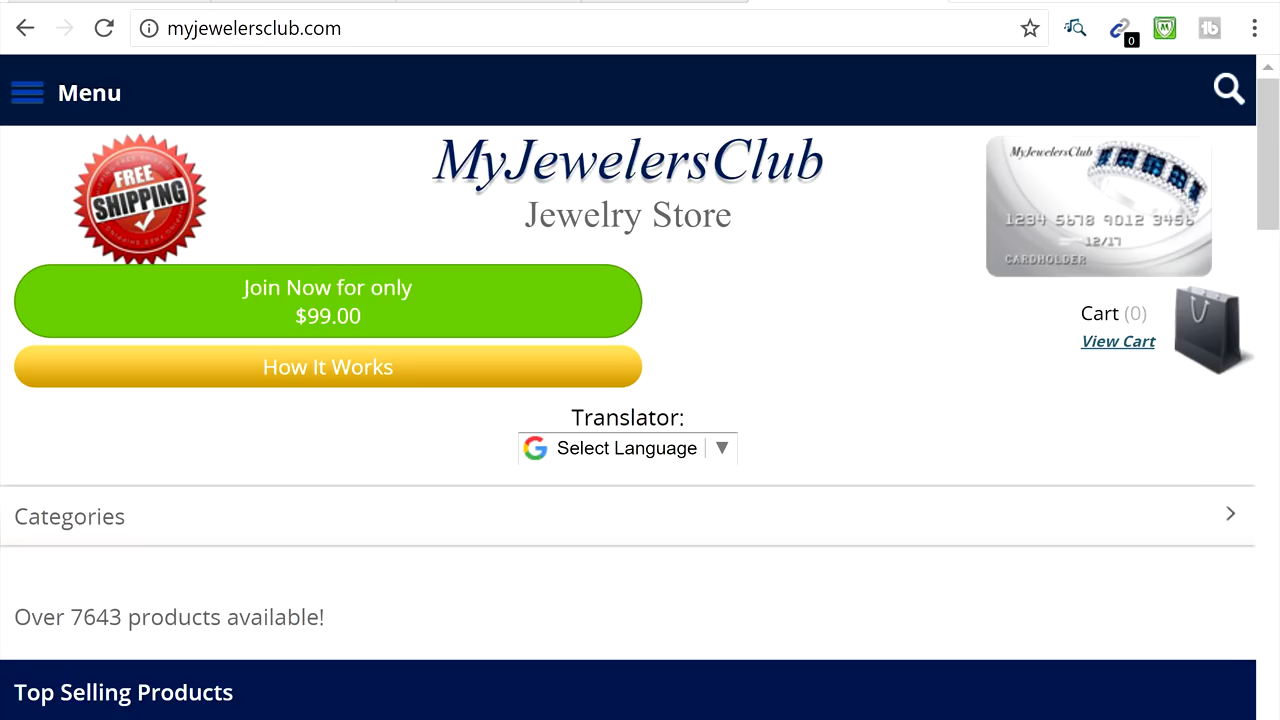 myjewelersclub.com
0
Menu
FREE
SHIPPING
MyJewelersClub
Jewelry Store
MyJewelersClub
1234 5678 9012 3456
12/17
CARDHOLDER
Join Now for only
$99.00
How It Works
Cart (0)
View Cart
Translator:
G Select Language ▼
Categories
Over 7643 products available!
Top Selling Products